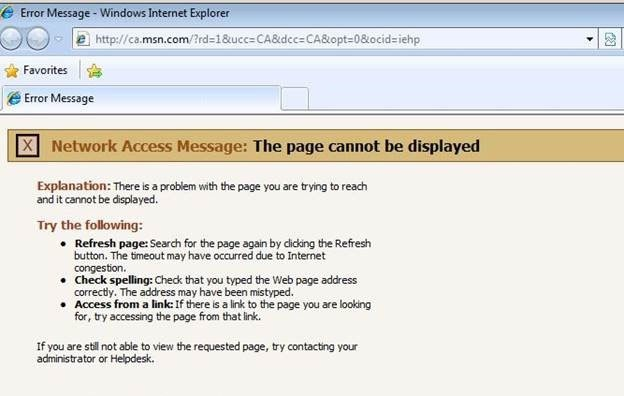 Error Message - Windows Internet Explorer
http://ca.msn.com/?rd=1&ucc=CA&dcc=CA&opt=0&ocid=iehp
Favorites
Error Message
X Network Access Message: The page cannot be displayed
Explanation: There is a problem with the page you are trying to reach
and it cannot be displayed.
Try the following:
• Refresh page: Search for the page again by clicking the Refresh
button. The timeout may have occurred due to Internet
congestion.
• Check spelling: Check that you typed the Web page address
correctly. The address may have been mistyped.
• Access from a link: If there is a link to the page you are looking
for, try accessing the page from that link.
If you are still not able to view the requested page, try contacting your
administrator or Helpdesk.